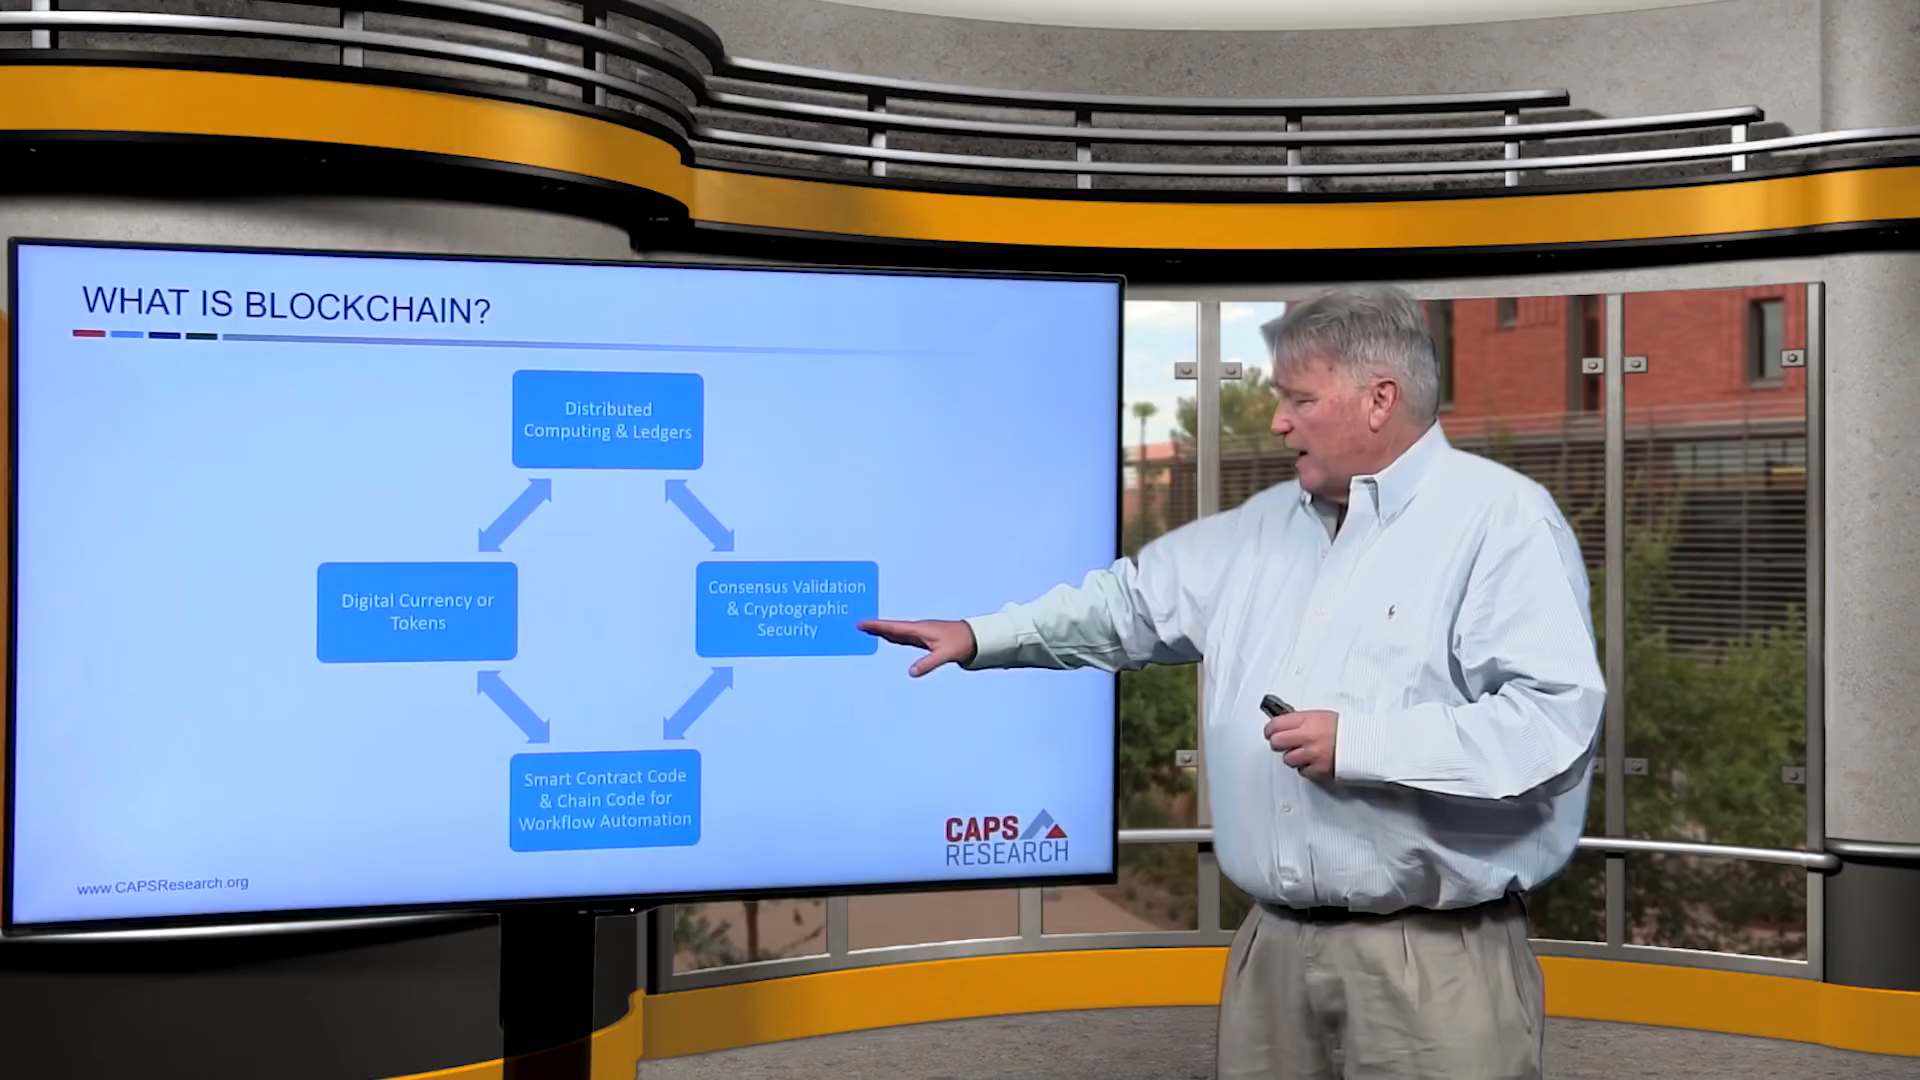 WHAT IS BLOCKCHAIN?
Distributed
Computing & Ledgers
Digital Currency or
Tokens
Consensus Validation
& Cryptographic
Security
Smart Contract Code
& Chain Code for
Workflow Automation
CAPS
RESEARCH
www.CAPSResearch.org